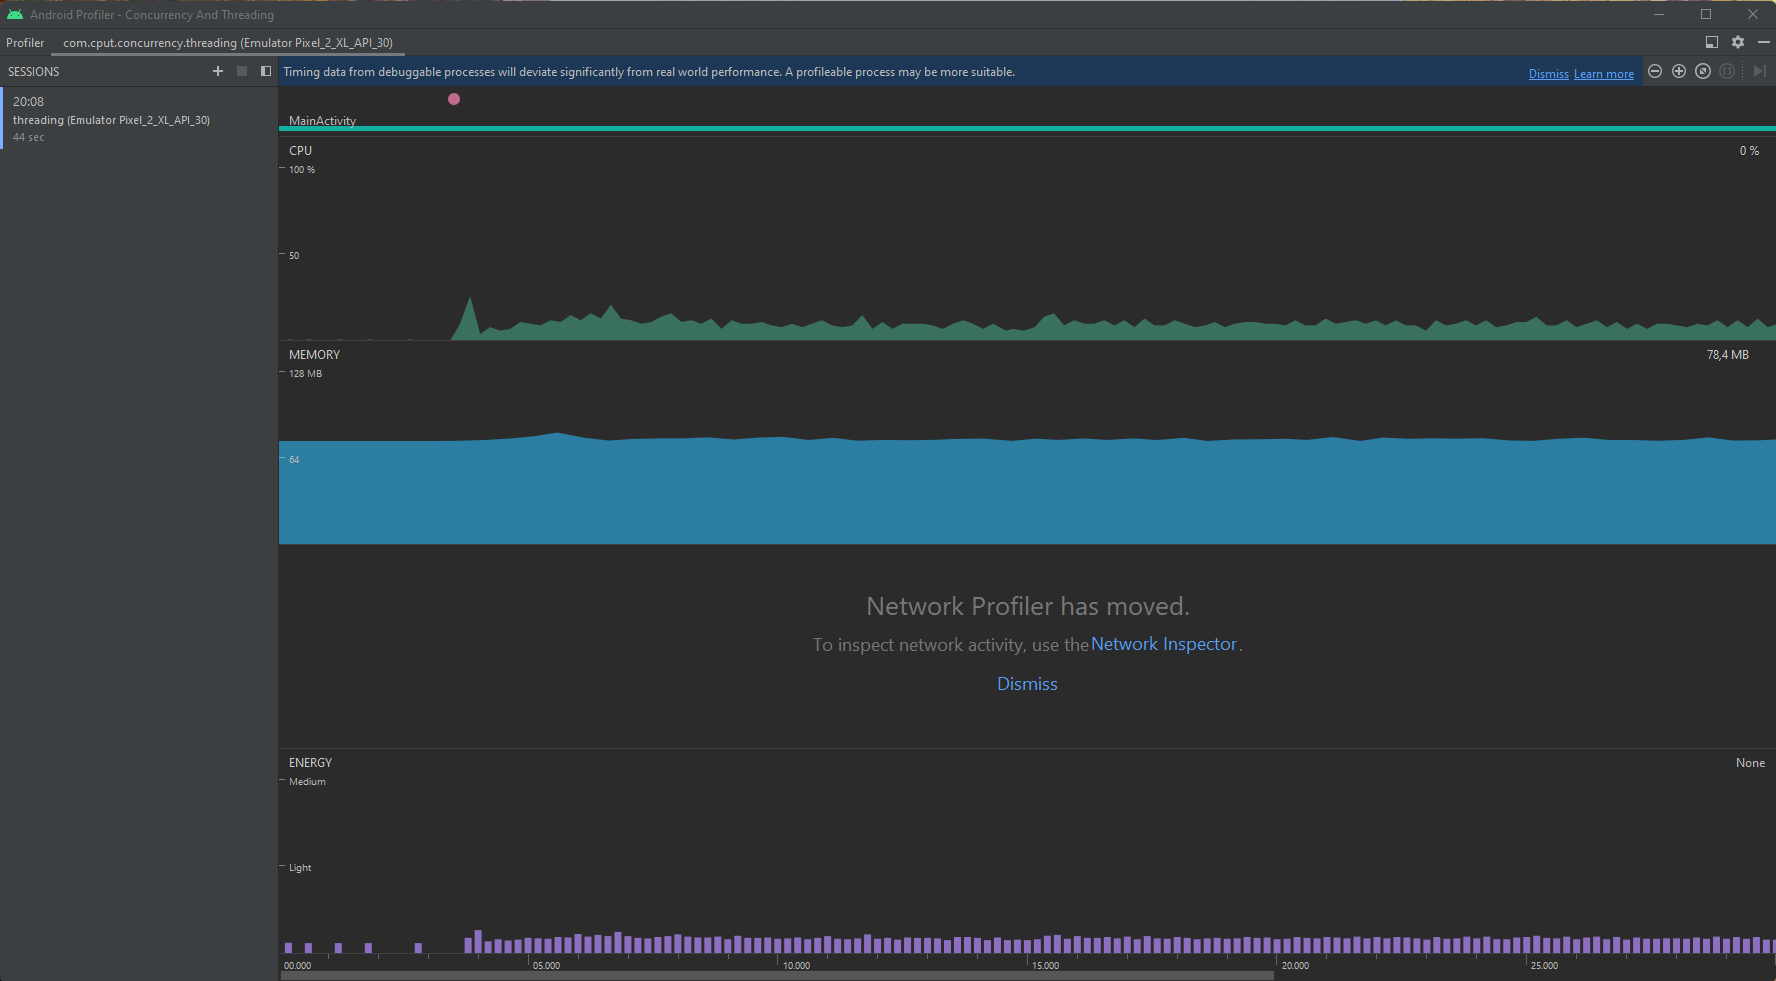 Android Profiler - Concurrency And Threading
Profiler com.cput.concurrency.threading (Emulator Pixel_2_XL_API_30)
SESSIONS
Timing data from debuggable processes will deviate significantly from real world performance. A profileable process may be more suitable. Dismiss Learn more
20:08
threading (Emulator Pixel_2_XL_API_30)
44 sec
MainActivity
CPU 0 %
100 %
50
MEMORY 78,4 MB
128 MB
64
Network Profiler has moved.
To inspect network activity, use the Network Inspector.
Dismiss
ENERGY None
Medium
Light
00.000 05.000 10.000 15.000 20.000 25.000